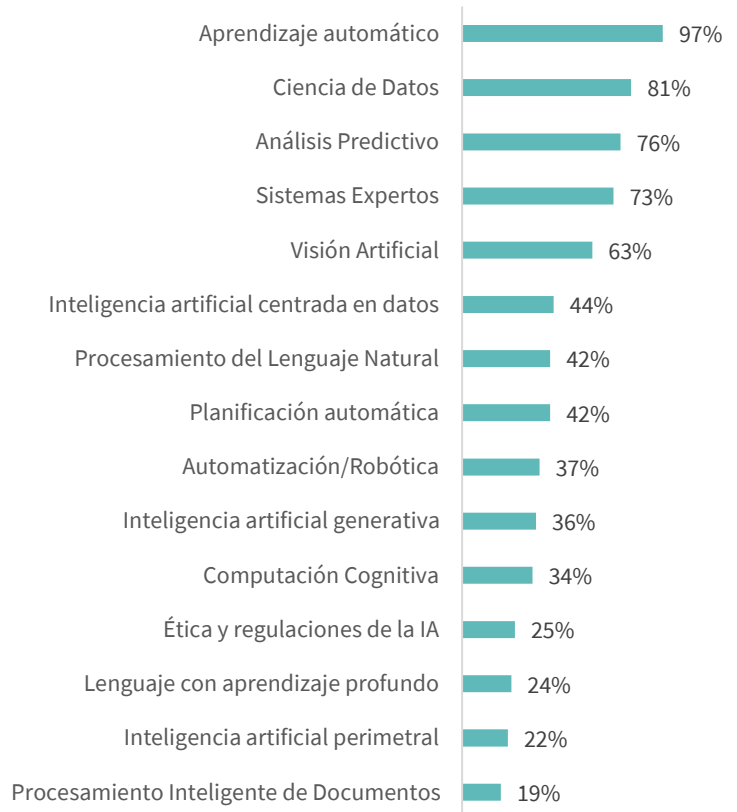 Aprendizaje automático 97%
Ciencia de Datos 81%
Análisis Predictivo 76%
Sistemas Expertos 73%
Visión Artificial 63%
Inteligencia artificial centrada en datos 44%
Procesamiento del Lenguaje Natural 42%
Planificación automática 42%
Automatización/Robótica 37%
Inteligencia artificial generativa 36%
Computación Cognitiva 34%
Ética y regulaciones de la IA 25%
Lenguaje con aprendizaje profundo 24%
Inteligencia artificial perimetral 22%
Procesamiento Inteligente de Documentos 19%